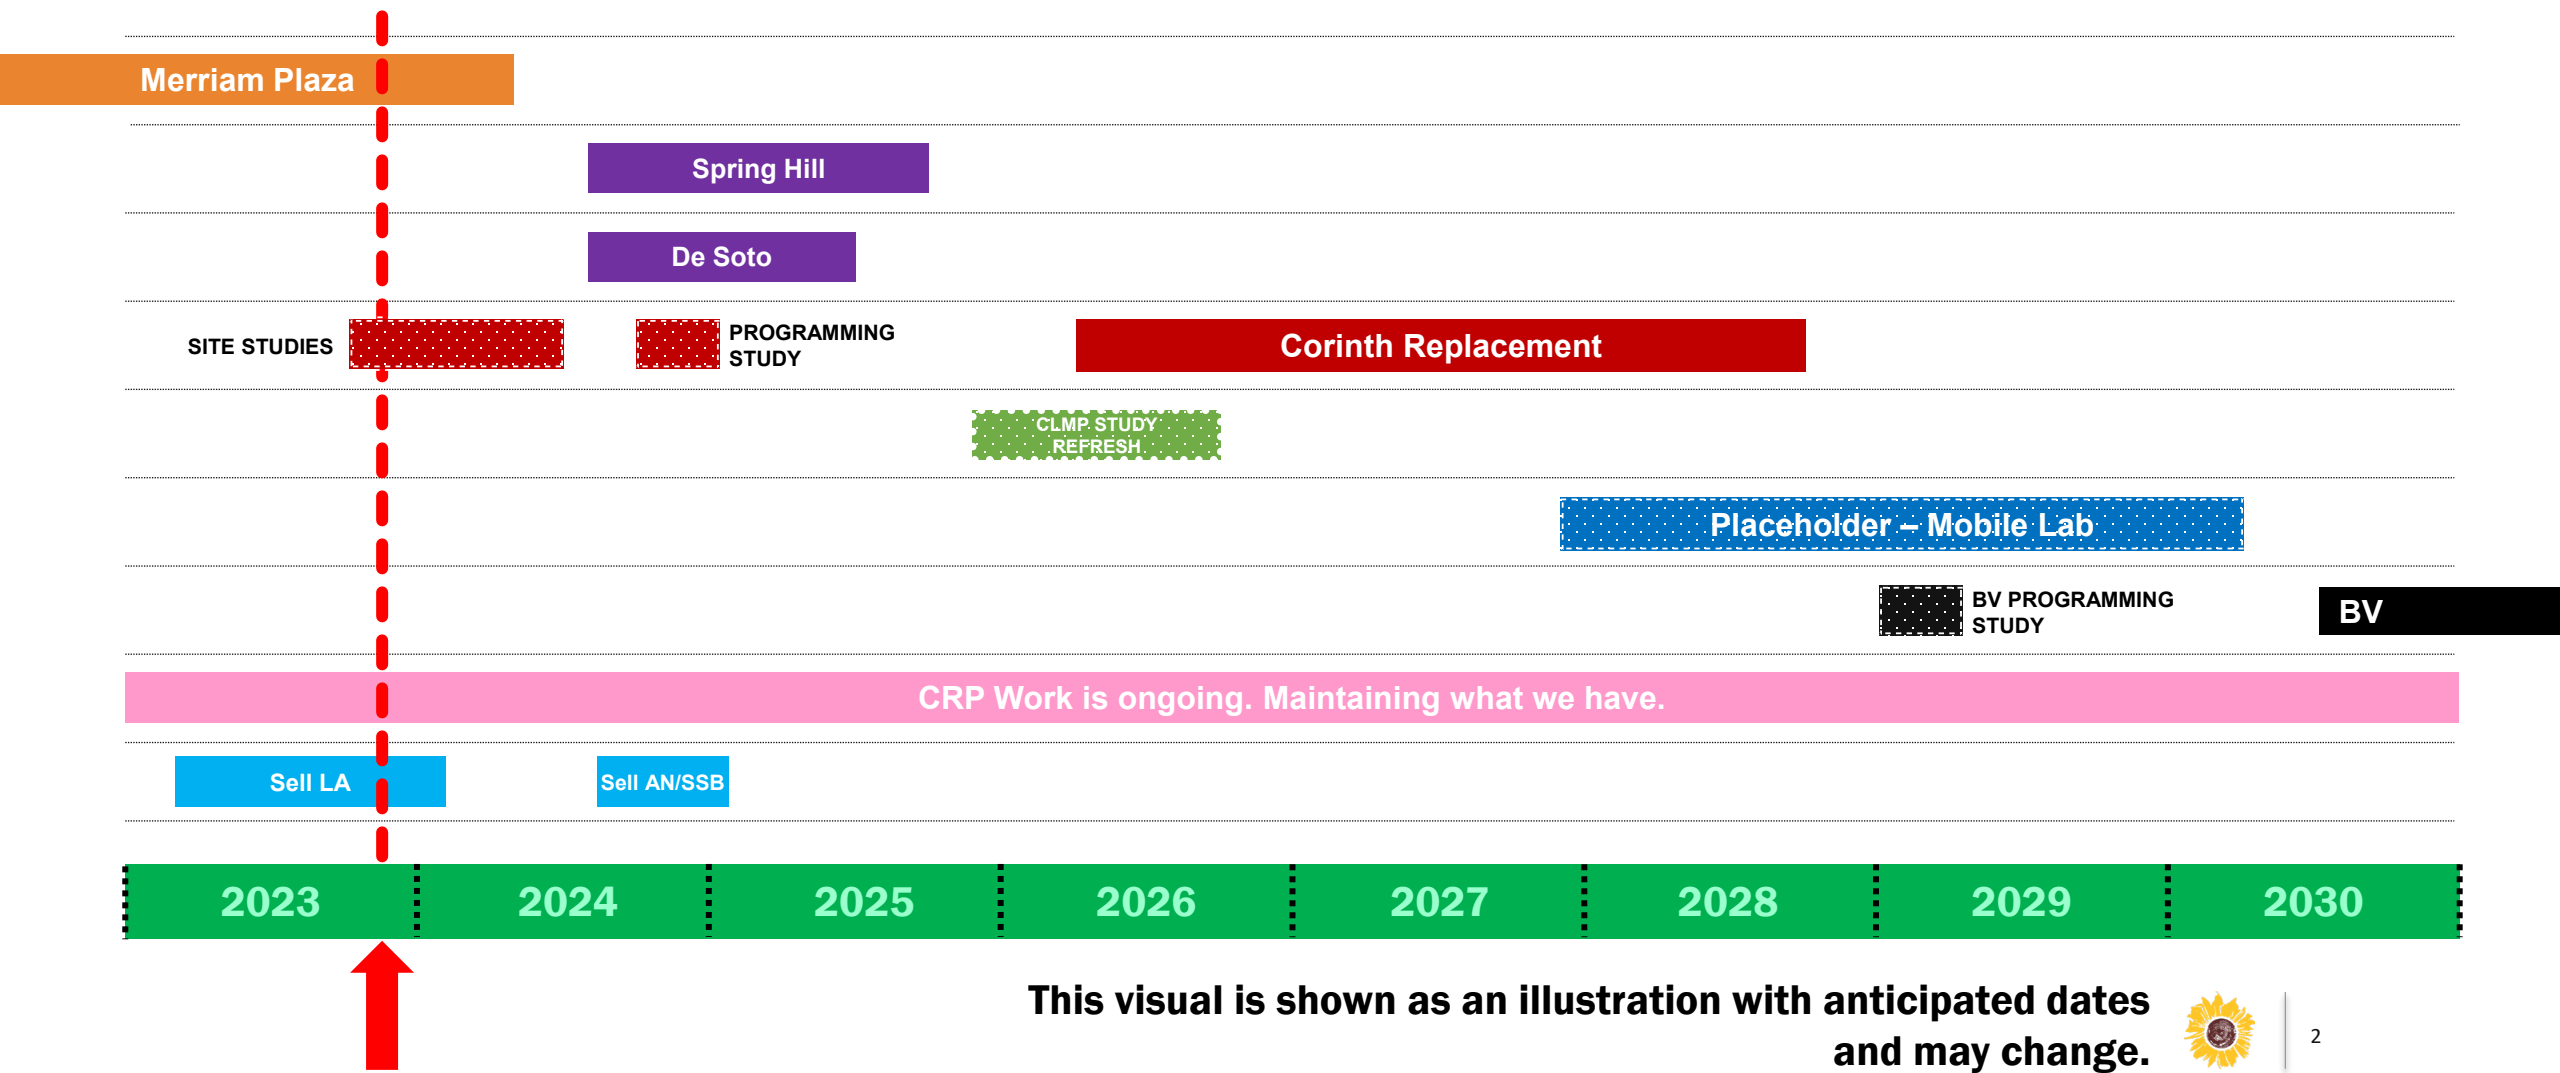 Merriam Plaza
Spring Hill
De Soto
SITE STUDIES
PROGRAMMING
STUDY
Corinth Replacement
CLMP STUDY
REFRESH
Placeholder – Mobile Lab
BV PROGRAMMING
STUDY
BV
CRP Work is ongoing. Maintaining what we have.
Sell LA
Sell AN/SSB
2023
2024
2025
2026
2027
2028
2029
2030
This visual is shown as an illustration with anticipated dates
and may change.
2